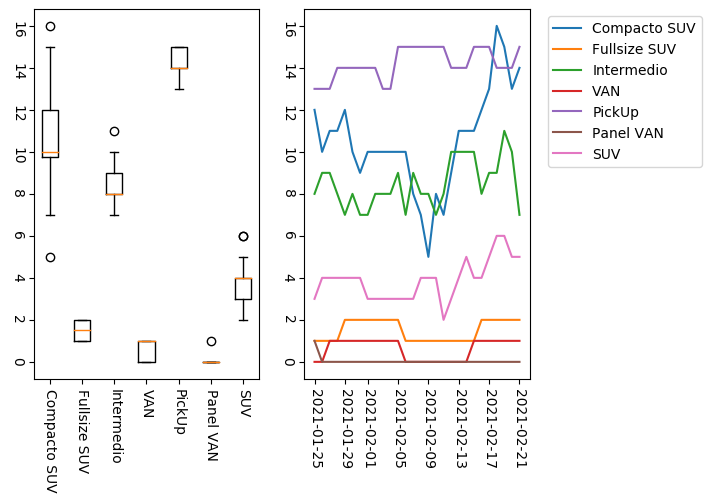 16
14
12
10
8
6
4
2
0
Compacto SUV
Fullsize SUV
Intermedio
VAN
PickUp
Panel VAN
SUV
16
14
12
10
8
6
4
2
0
2021-01-25
2021-01-29
2021-02-01
2021-02-05
2021-02-09
2021-02-13
2021-02-17
2021-02-21
Compacto SUV
Fullsize SUV
Intermedio
VAN
PickUp
Panel VAN
SUV